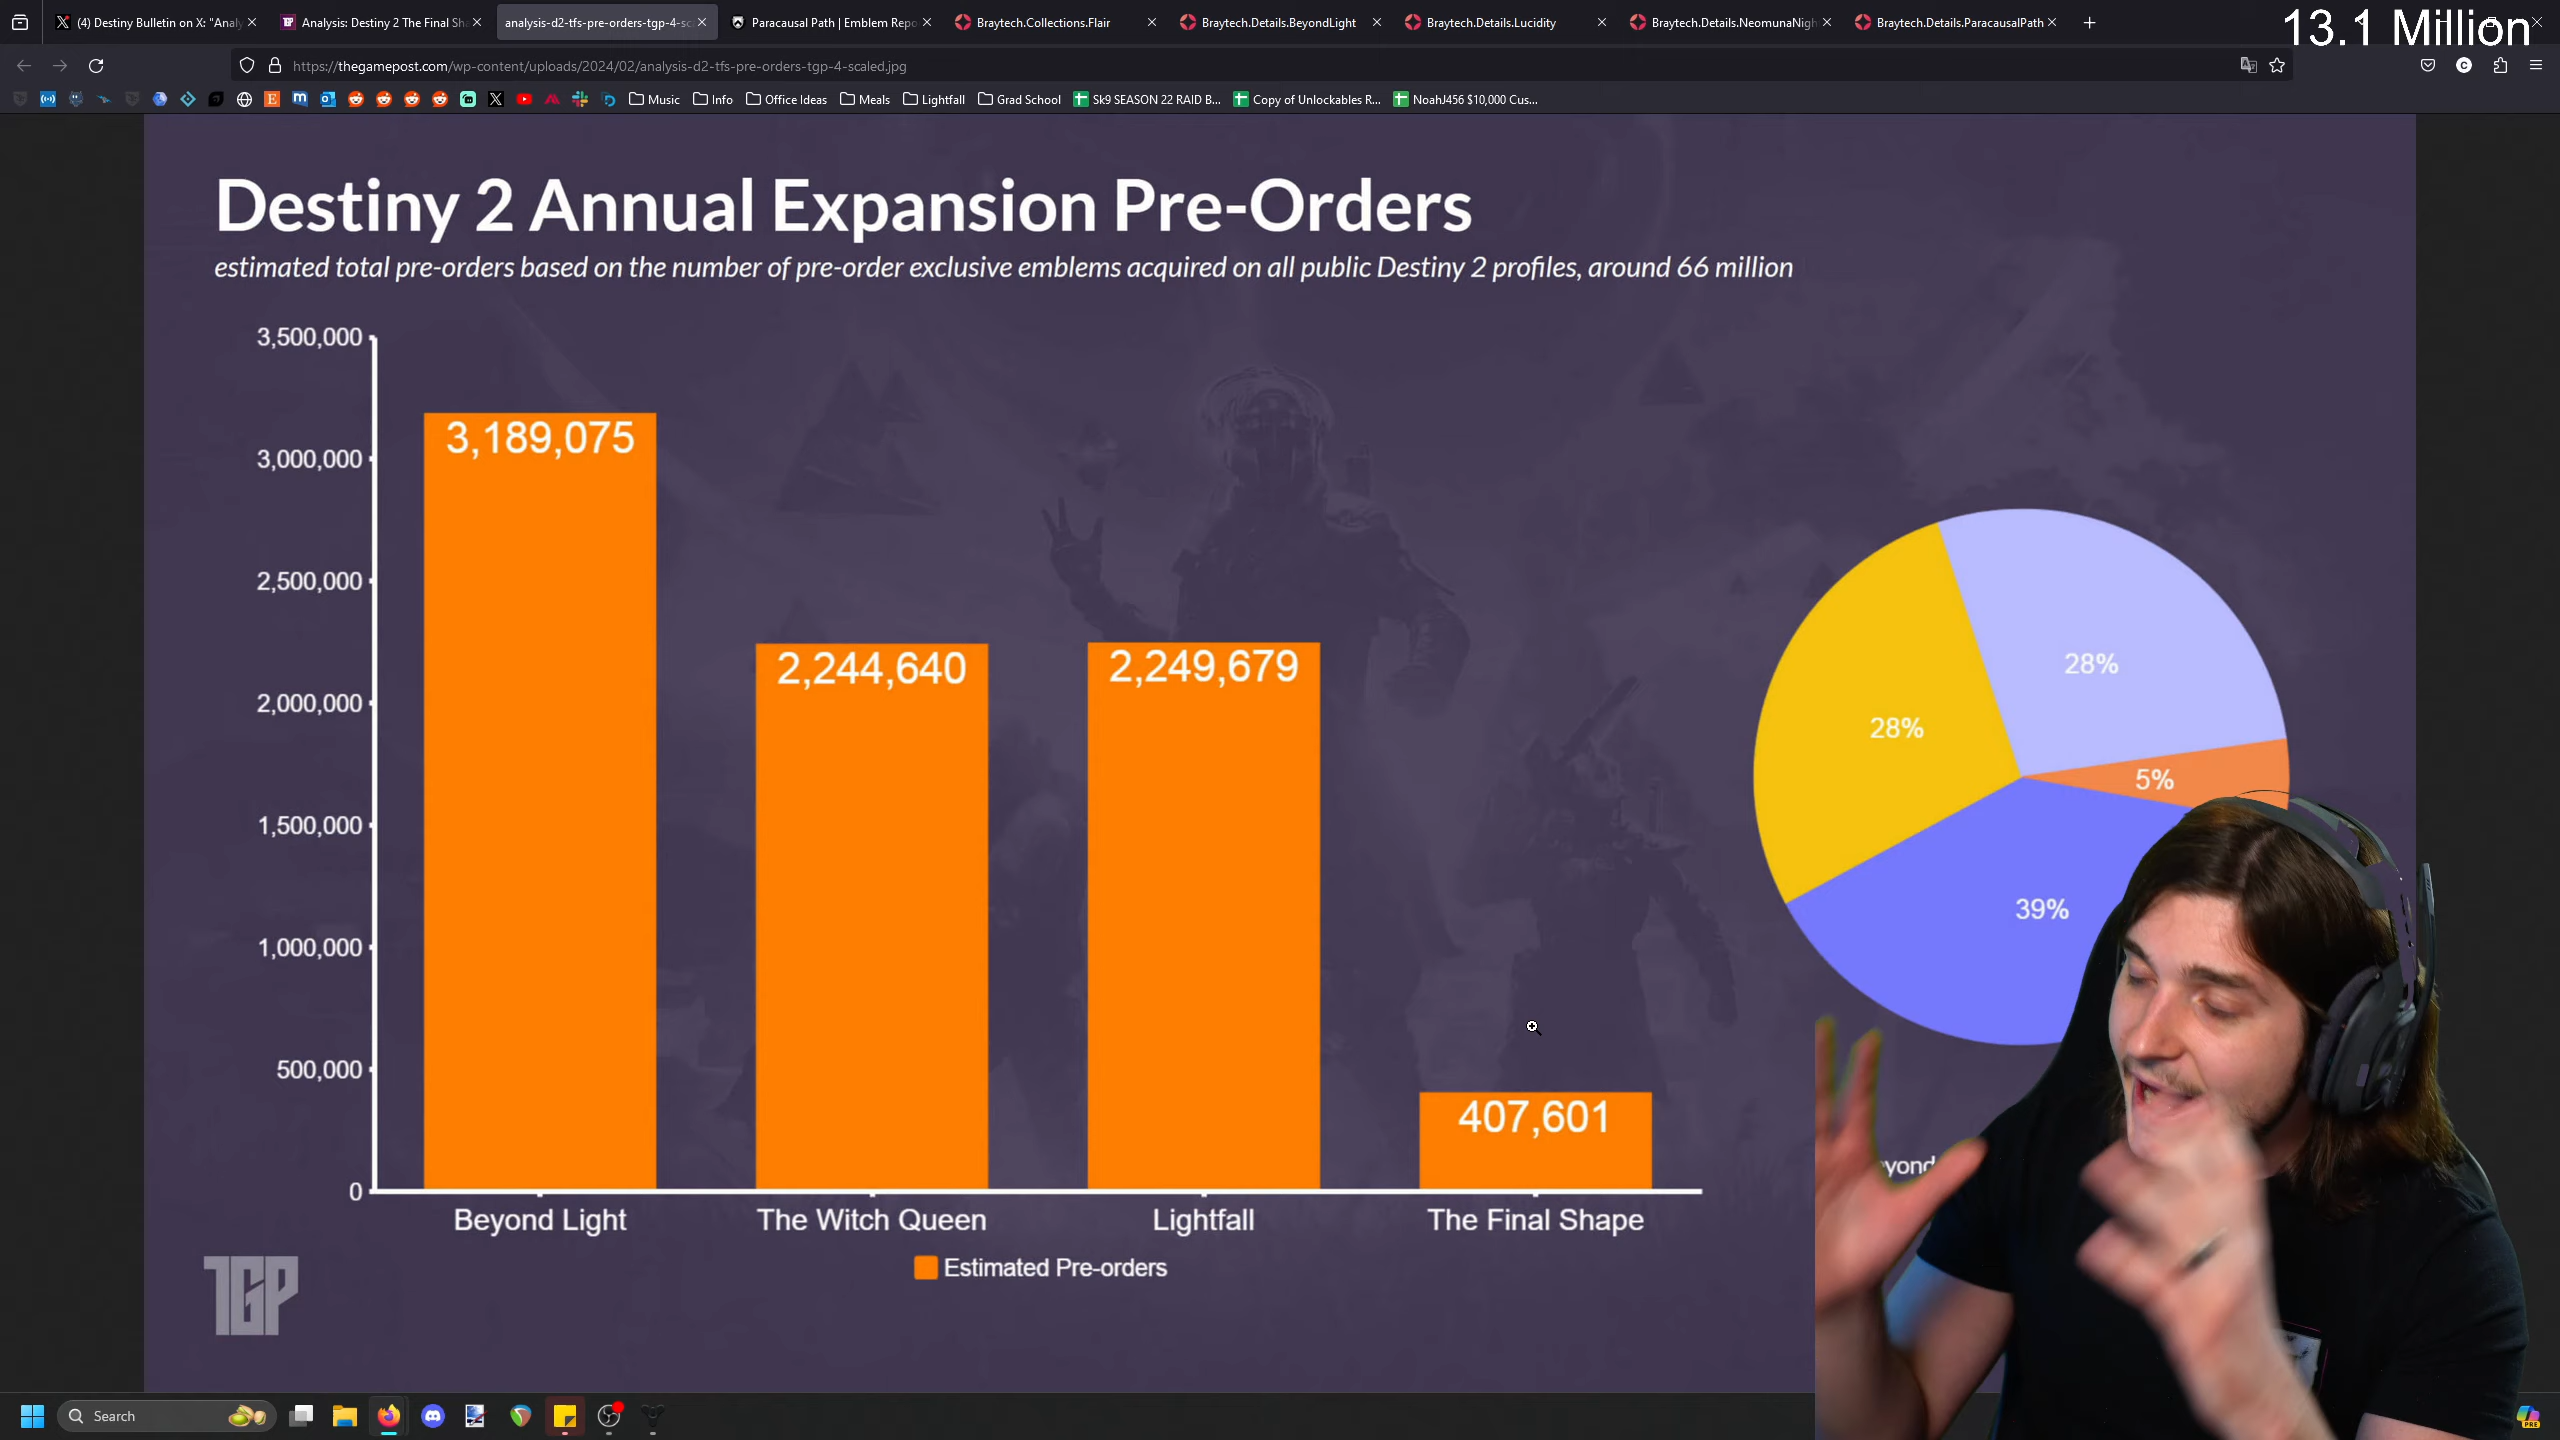 (4) Destiny Bulletin on X: "Analy
Analysis: Destiny 2 The Final Sha
analysis-d2-tfs-pre-orders-tgp-4-sc
Paracausal Path | Emblem Repo
Braytech.Collections.Flair
Braytech.Details.BeyondLight
Braytech.Details.Lucidity
Braytech.Details.NeomunaNigh
Braytech.Details.ParacausalPath
13.1 Million
https://thegamepost.com/wp-content/uploads/2024/02/analysis-d2-tfs-pre-orders-tgp-4-scaled.jpg
Music
Info
Office Ideas
Meals
Lightfall
Grad School
Sk9 SEASON 22 RAID B...
Copy of Unlockables R...
NoahJ456 $10,000 Cus...
Destiny 2 Annual Expansion Pre-Orders
estimated total pre-orders based on the number of pre-order exclusive emblems acquired on all public Destiny 2 profiles, around 66 million
3,500,000
3,000,000
2,500,000
2,000,000
1,500,000
1,000,000
500,000
0
3,189,075
2,244,640
2,249,679
407,601
Beyond Light
The Witch Queen
Lightfall
The Final Shape
Estimated Pre-orders
28%
28%
5%
39%
yond
TGP
Search
PRE